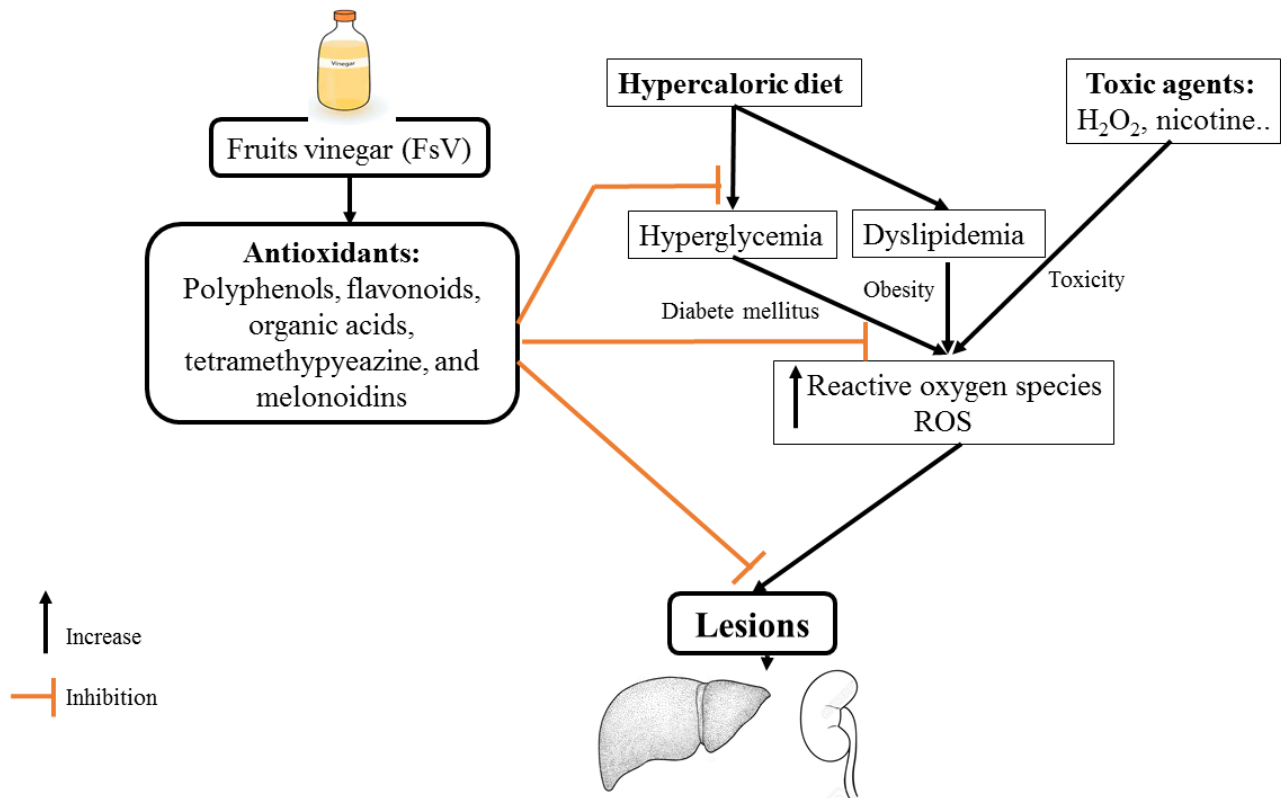 Vinegar
Fruits vinegar (FsV)
Antioxidants:
Polyphenols, flavonoids,
organic acids,
tetramethypyeazine, and
melonoidins
Hypercaloric diet
Toxic agents:
H₂O₂, nicotine..
Hyperglycemia
Dyslipidemia
Diabete mellitus
Obesity
Toxicity
Reactive oxygen species
ROS
Lesions
Increase
Inhibition